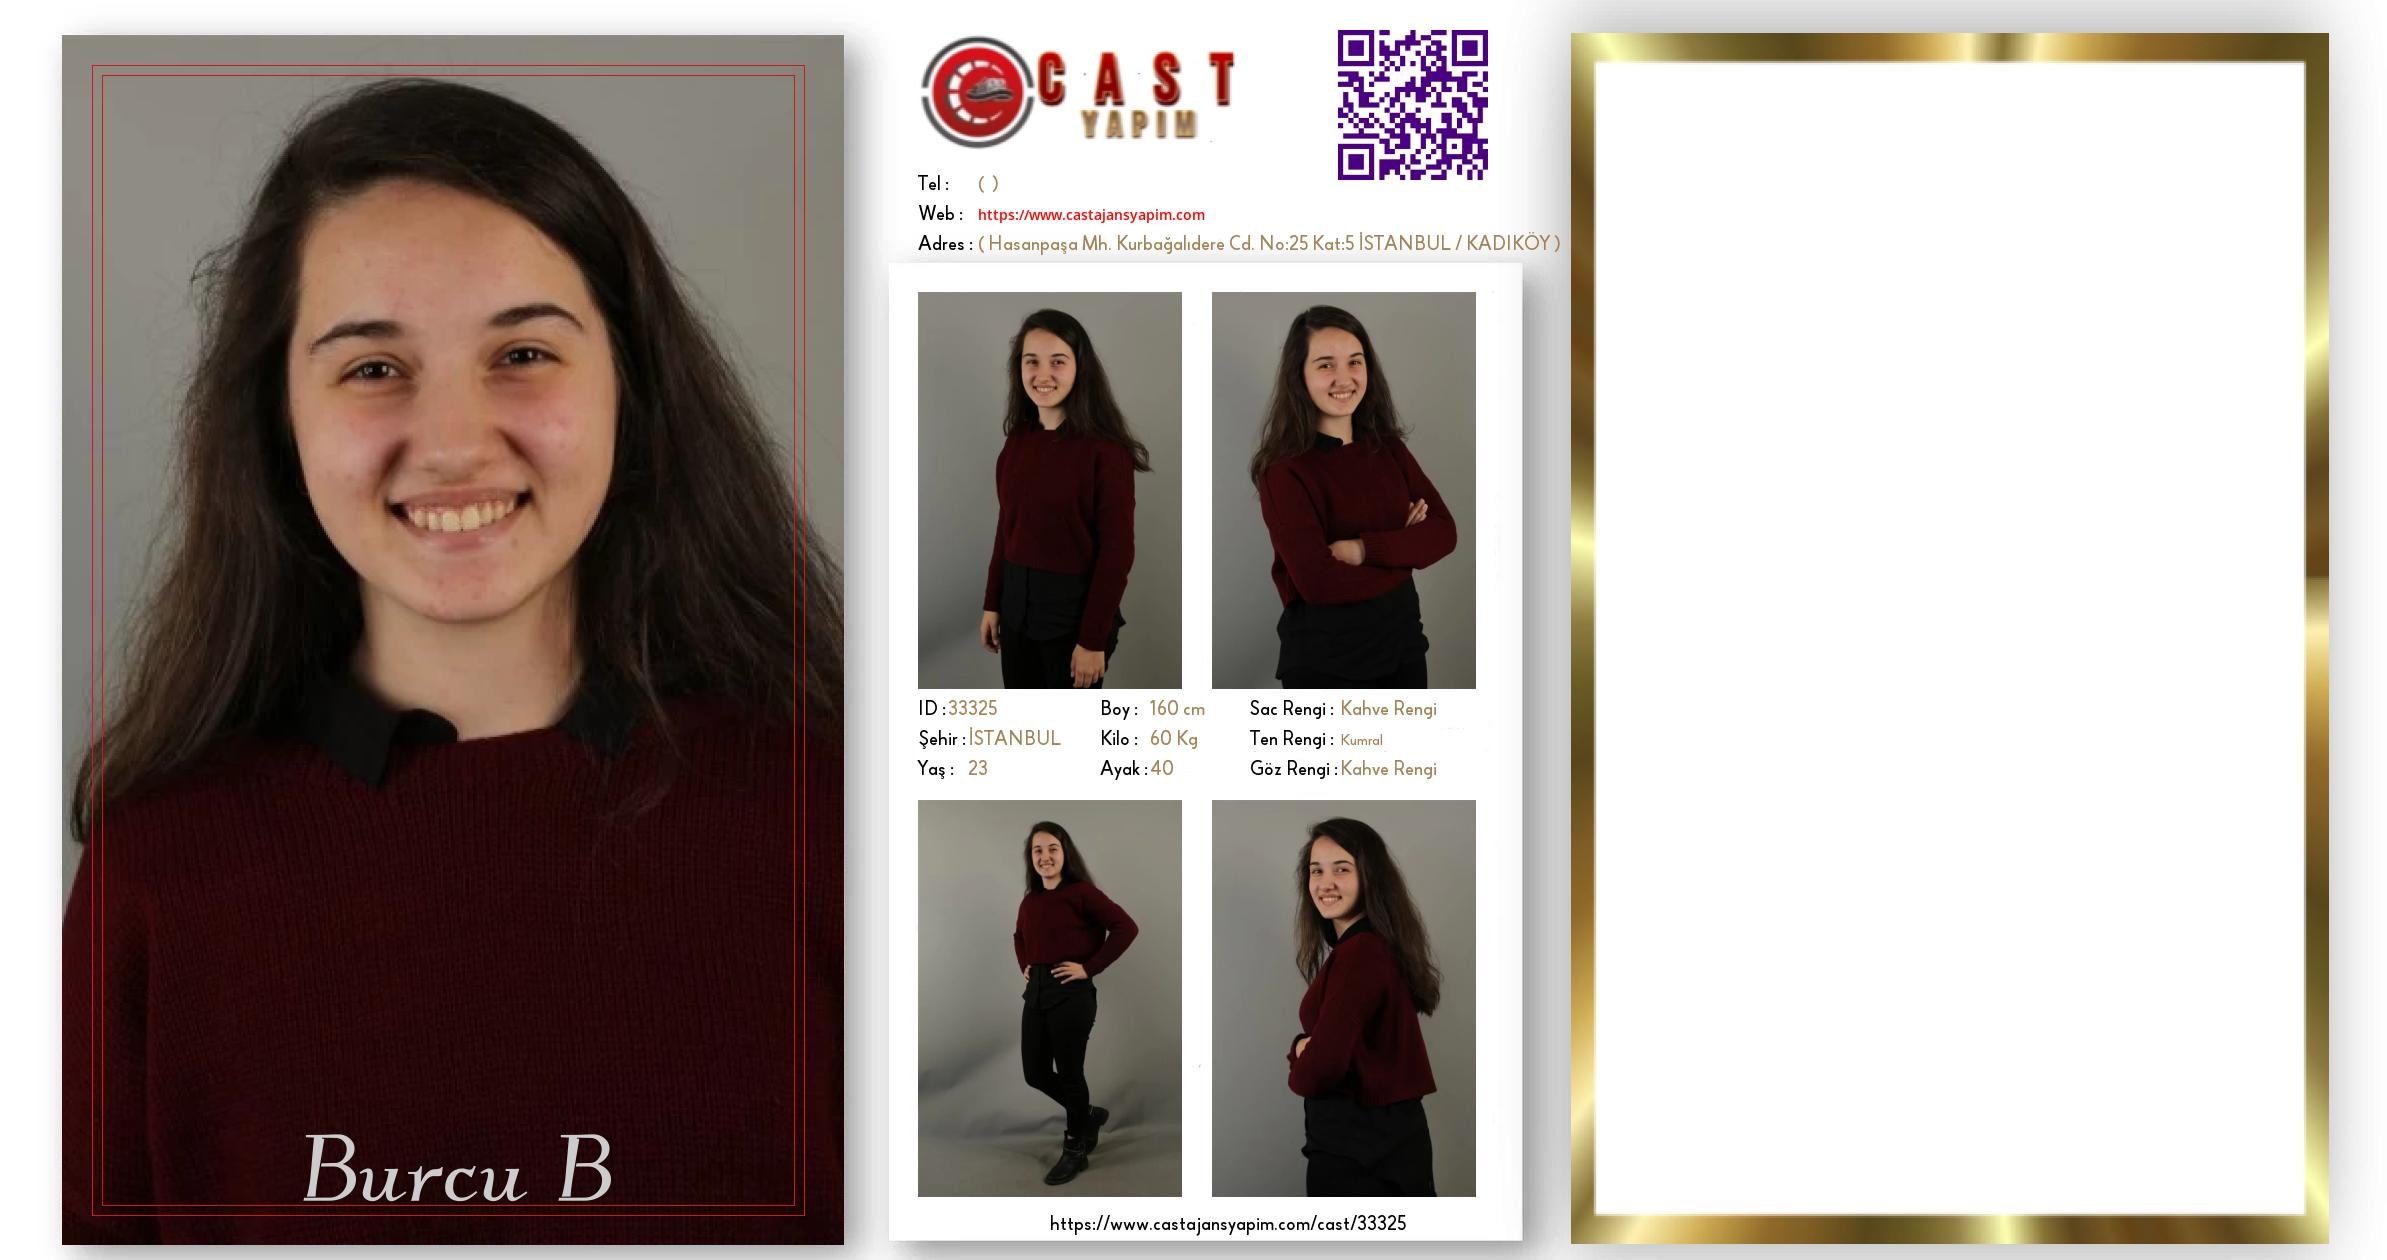 Burcu B
CAST
YAPIM
Tel : ( )
Web : https://www.castajansyapim.com
Adres : ( Hasanpaşa Mh. Kurbağalıdere Cd. No:25 Kat:5 İSTANBUL / KADIKÖY )
ID : 33325 Boy : 160 cm Sac Rengi : Kahve Rengi
Şehir : İSTANBUL Kilo : 60 Kg Ten Rengi : Kumral
Yaş : 23 Ayak : 40 Göz Rengi : Kahve Rengi
https://www.castajansyapim.com/cast/33325